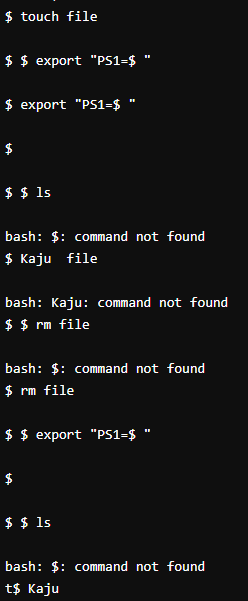 $ touch file
$ $ export "PS1=$ "
$ export "PS1=$ "
$
$ $ ls
bash: $: command not found
$ Kaju  file
bash: Kaju: command not found
$ $ rm file
bash: $: command not found
$ rm file
$ $ export "PS1=$ "
$
$ $ ls
bash: $: command not found
t$ Kaju